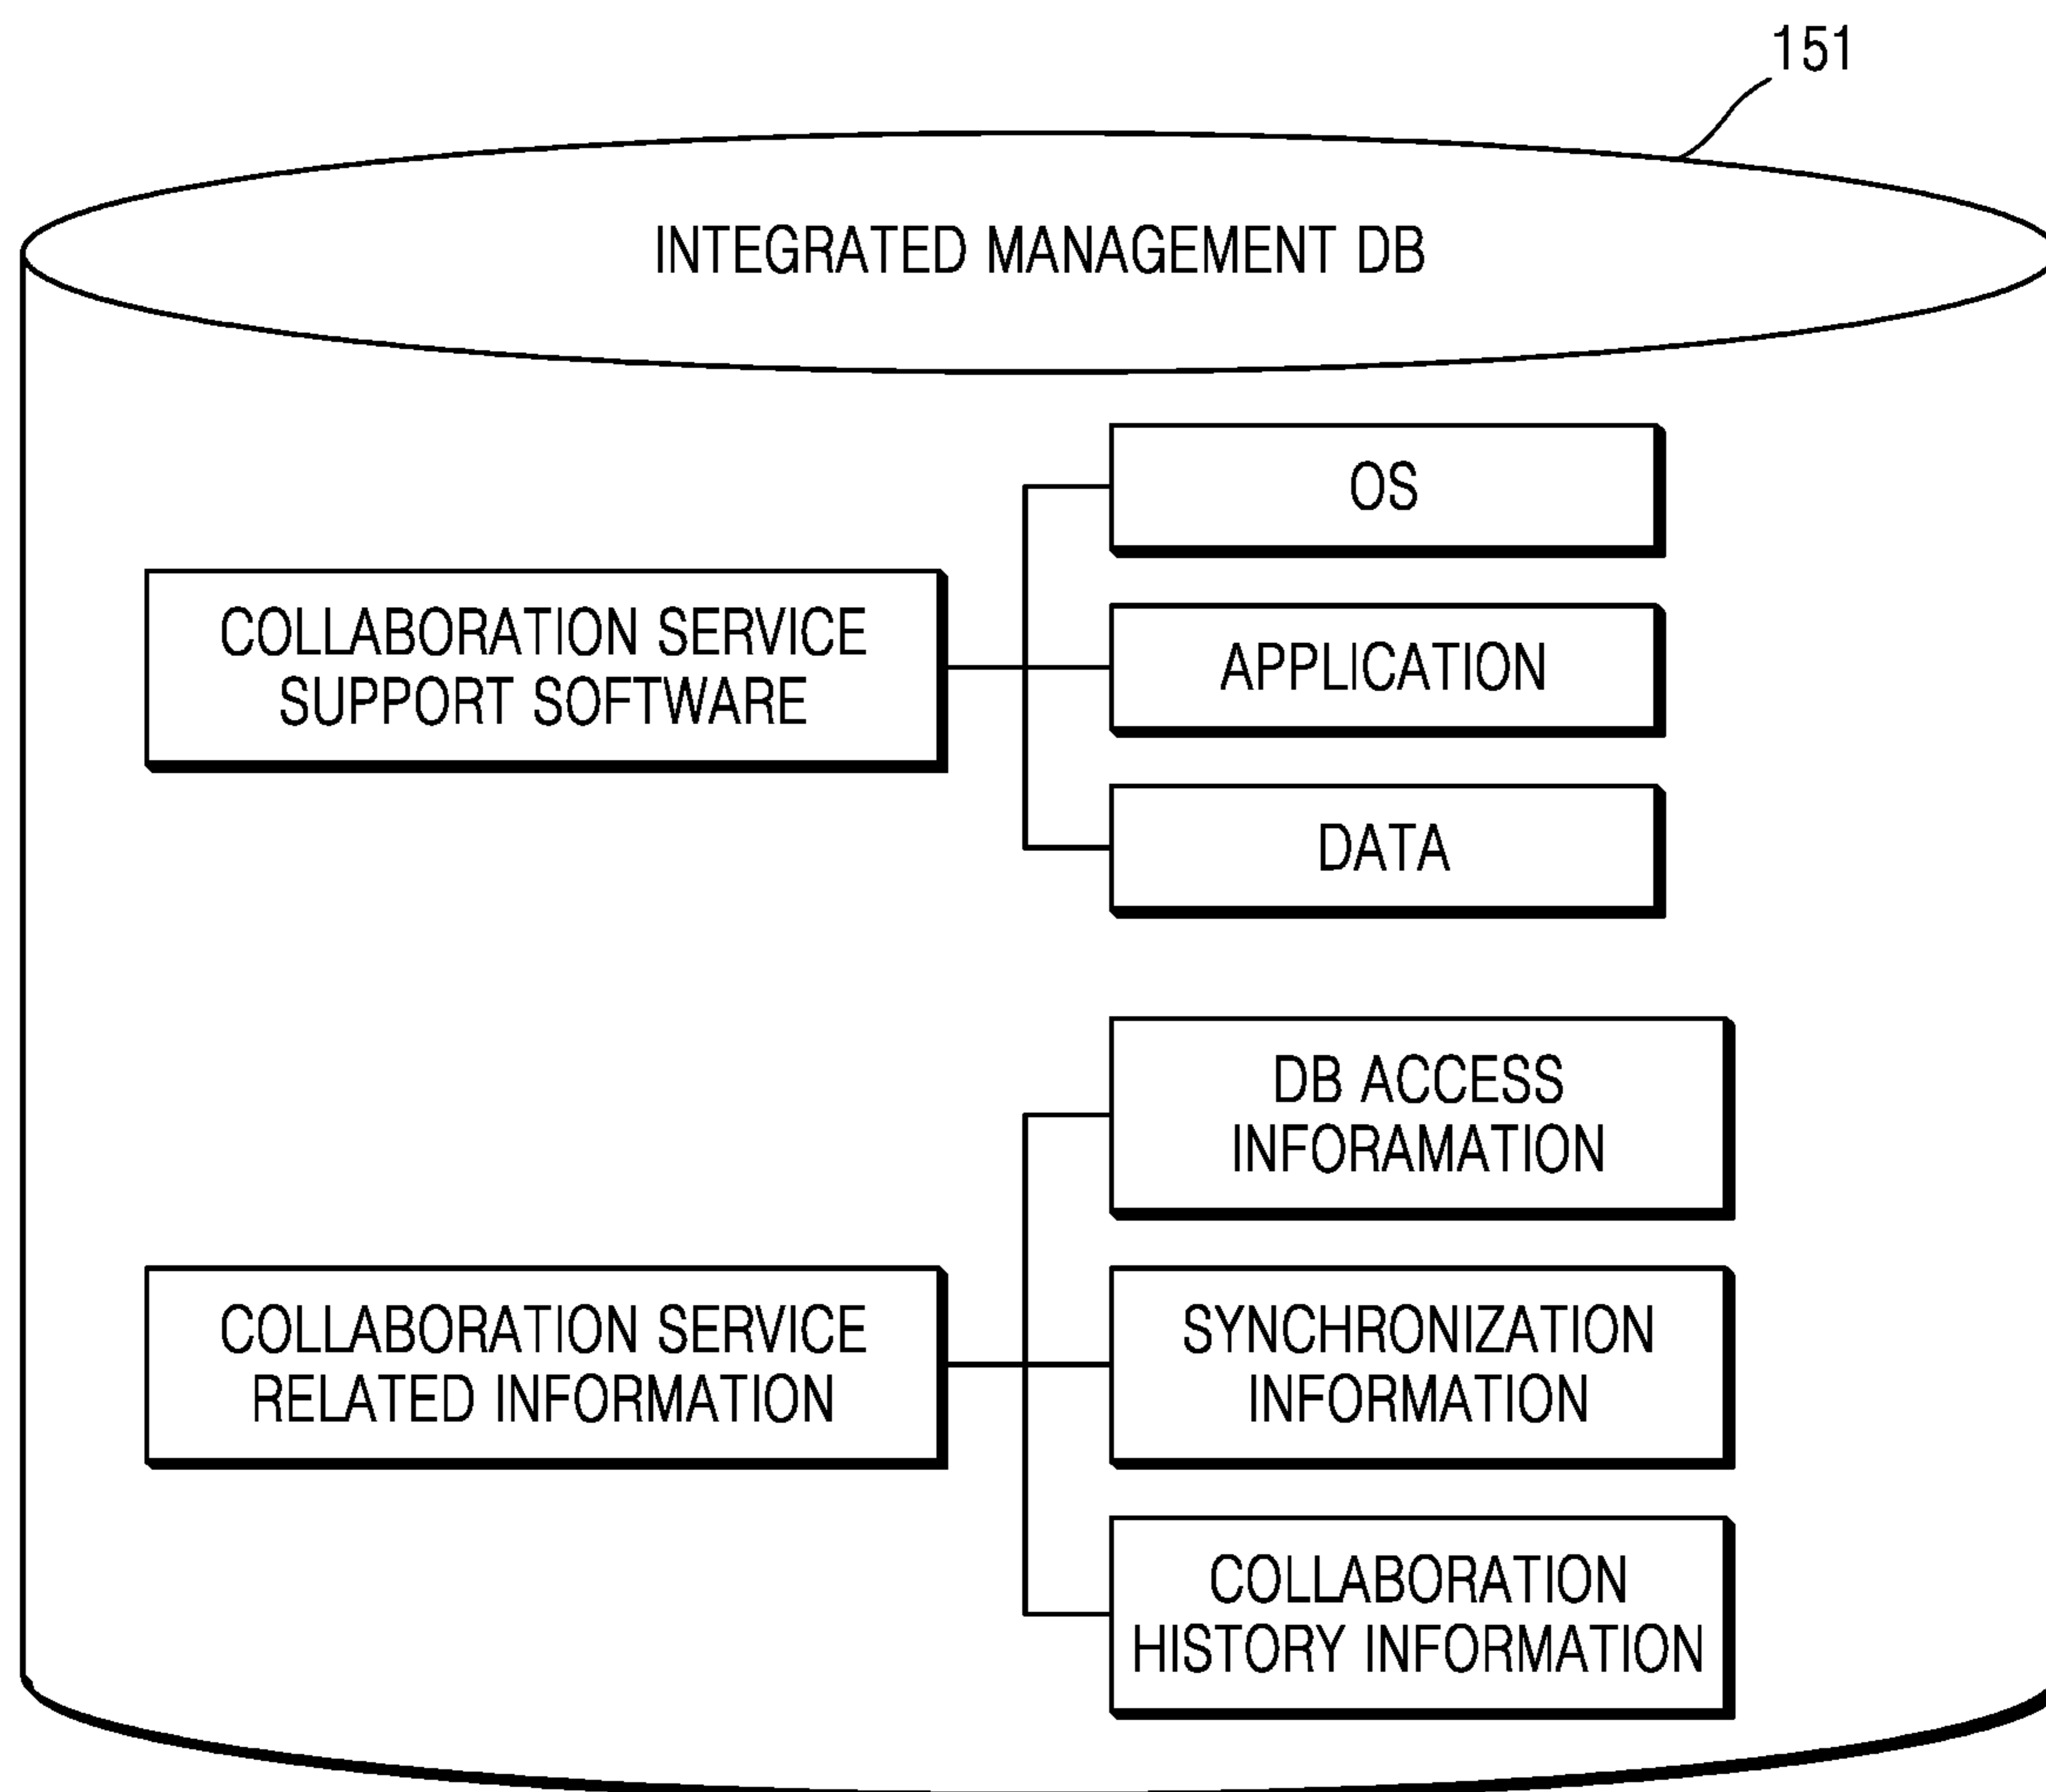 151
INTEGRATED MANAGEMENT DB
OS
COLLABORATION SERVICE
SUPPORT SOFTWARE
APPLICATION
DATA
DB ACCESS
INFORAMATION
COLLABORATION SERVICE
RELATED INFORMATION
SYNCHRONIZATION
INFORMATION
COLLABORATION
HISTORY INFORMATION